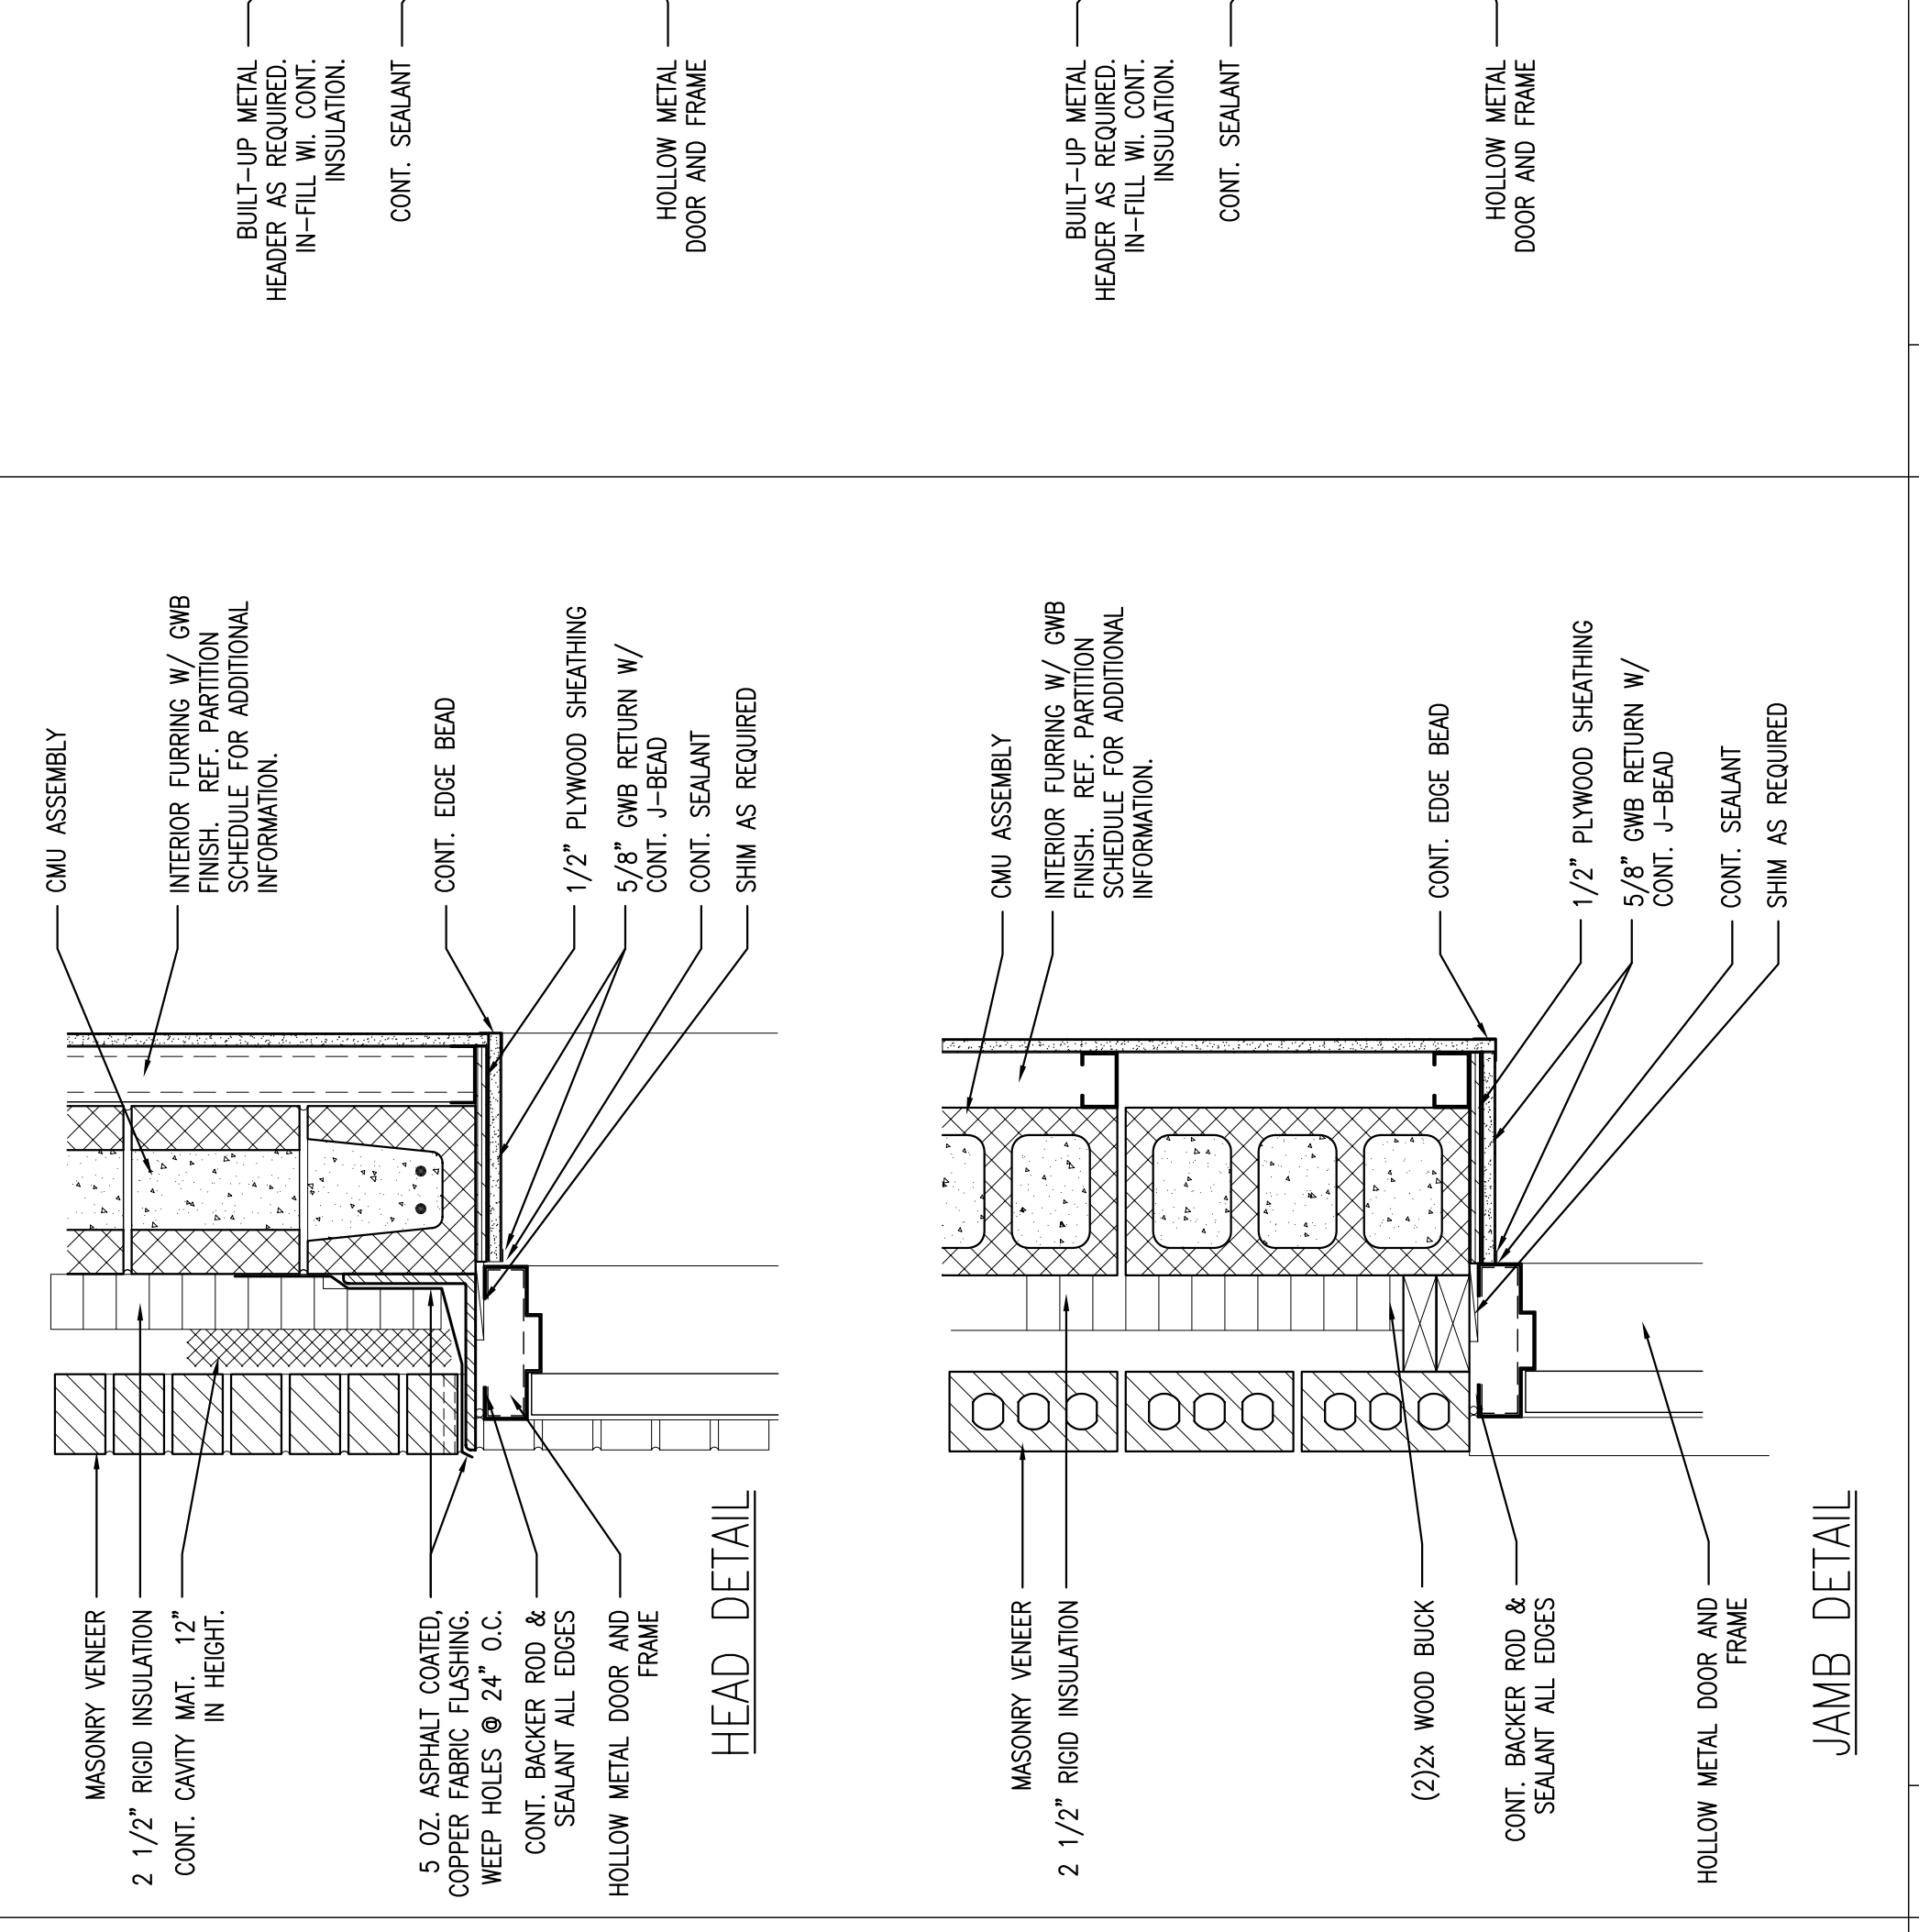 MASONRY VENEER
2 1/2" RIGID INSULATION
CONT. CAVITY MAT. 12"
IN HEIGHT.
5 OZ. ASPHALT COATED,
COPPER FABRIC FLASHING.
WEEP HOLES @ 24" O.C.
CONT. BACKER ROD &
SEALANT ALL EDGES
HOLLOW METAL DOOR AND
FRAME
HEAD DETAIL
CMU ASSEMBLY
INTERIOR FURRING W/ GWB
FINISH. REF. PARTITION
SCHEDULE FOR ADDITIONAL
INFORMATION.
CONT. EDGE BEAD
1/2" PLYWOOD SHEATHING
5/8" GWB RETURN W/
CONT. J-BEAD
CONT. SEALANT
SHIM AS REQUIRED
BUILT-UP METAL
HEADER AS REQUIRED.
IN-FILL WI. CONT.
INSULATION.
CONT. SEALANT
HOLLOW METAL
DOOR AND FRAME
MASONRY VENEER
2 1/2" RIGID INSULATION
(2)2x WOOD BUCK
CONT. BACKER ROD &
SEALANT ALL EDGES
HOLLOW METAL DOOR AND
FRAME
JAMB DETAIL
CMU ASSEMBLY
INTERIOR FURRING W/ GWB
FINISH. REF. PARTITION
SCHEDULE FOR ADDITIONAL
INFORMATION.
CONT. EDGE BEAD
1/2" PLYWOOD SHEATHING
5/8" GWB RETURN W/
CONT. J-BEAD
CONT. SEALANT
SHIM AS REQUIRED
BUILT-UP METAL
HEADER AS REQUIRED.
IN-FILL WI. CONT.
INSULATION.
CONT. SEALANT
HOLLOW METAL
DOOR AND FRAME